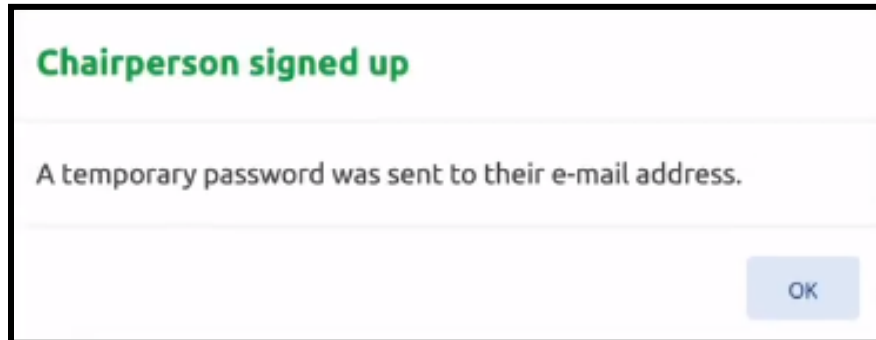 Chairperson signed up
A temporary password was sent to their e-mail address.
OK